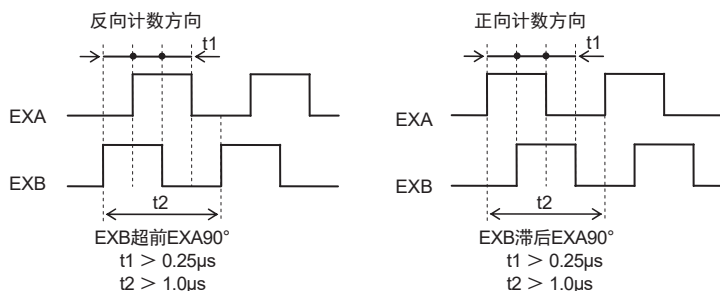 反向计数方向
t1
EXA
EXB
t2
EXB超前EXA90°
t1 > 0.25μs
t2 > 1.0μs
正向计数方向
t1
EXA
EXB
t2
EXB滞后EXA90°
t1 > 0.25μs
t2 > 1.0μs